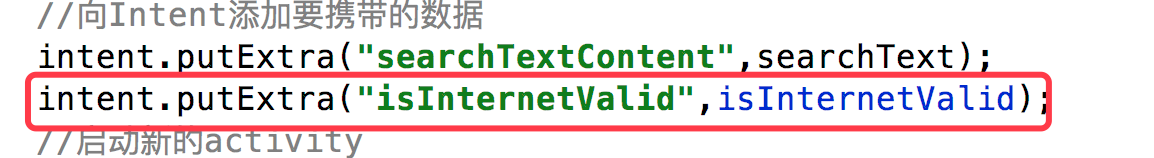 //向Intent添加要携带的数据
intent.putExtra("searchTextContent",searchText);
intent.putExtra("isInternetValid",isInternetValid);
//启动新的activity